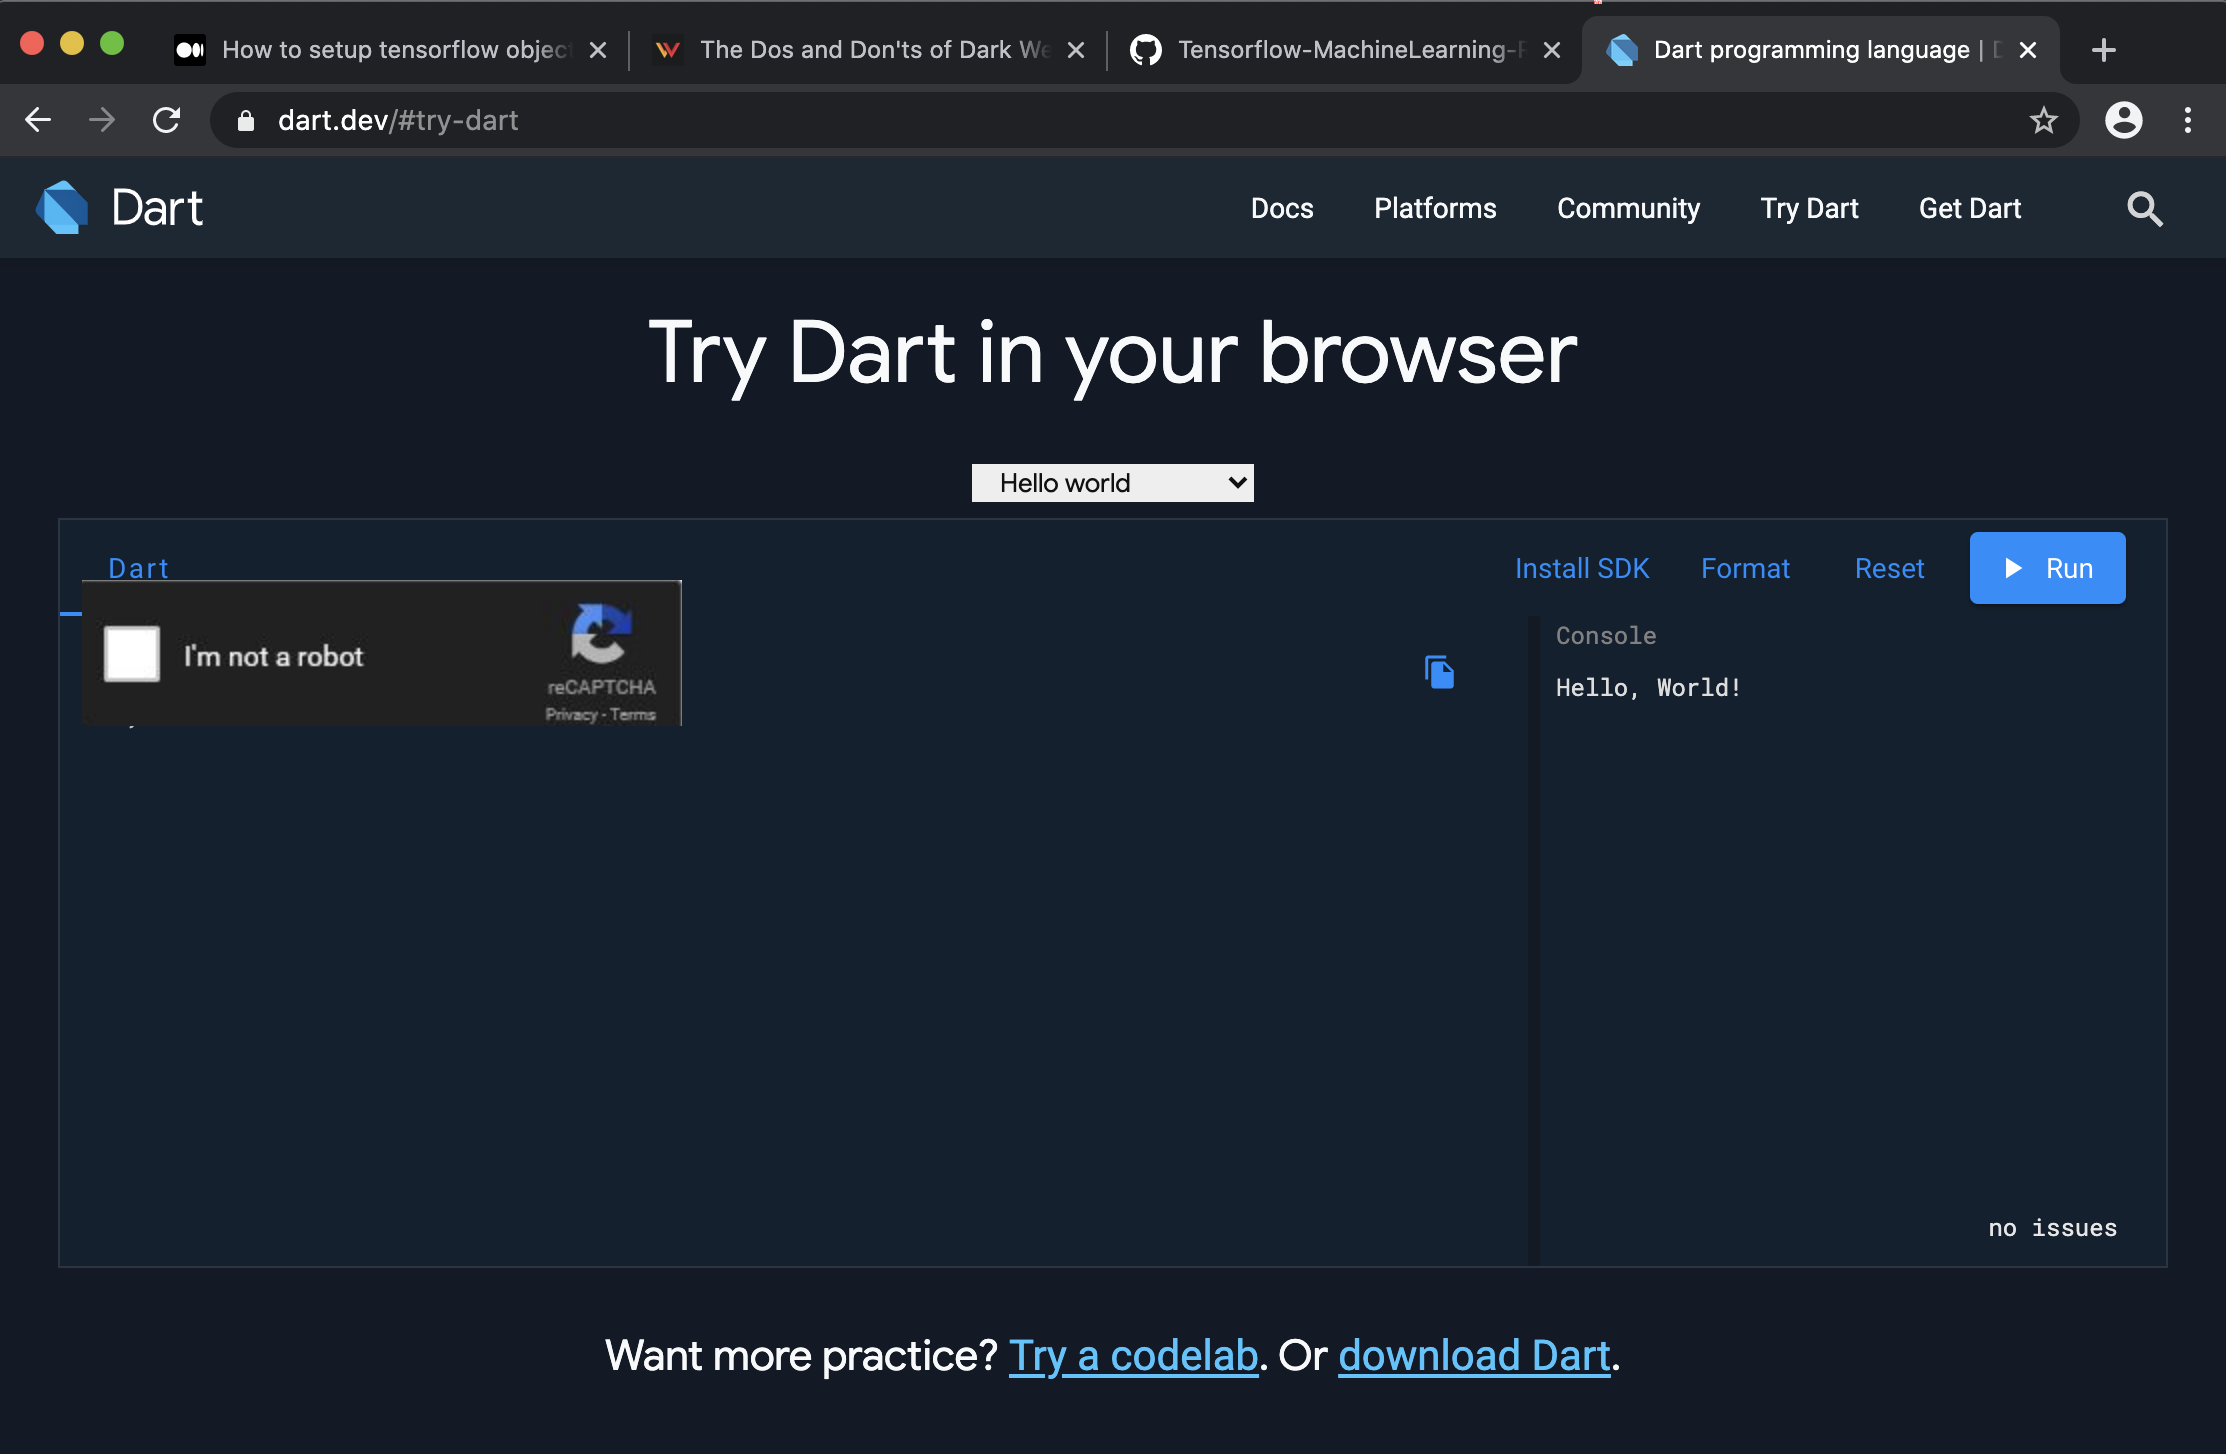 How to setup tensorflow objec
The Dos and Don'ts of Dark We
Tensorflow-MachineLearning-
Dart programming language |
dart.dev/#try-dart
Dart
Docs
Platforms
Community
Try Dart
Get Dart
Try Dart in your browser
Hello world
Dart
Install SDK
Format
Reset
Run
I'm not a robot
reCAPTCHA
Privacy - Terms
Console
Hello, World!
no issues
Want more practice? Try a codelab. Or download Dart.